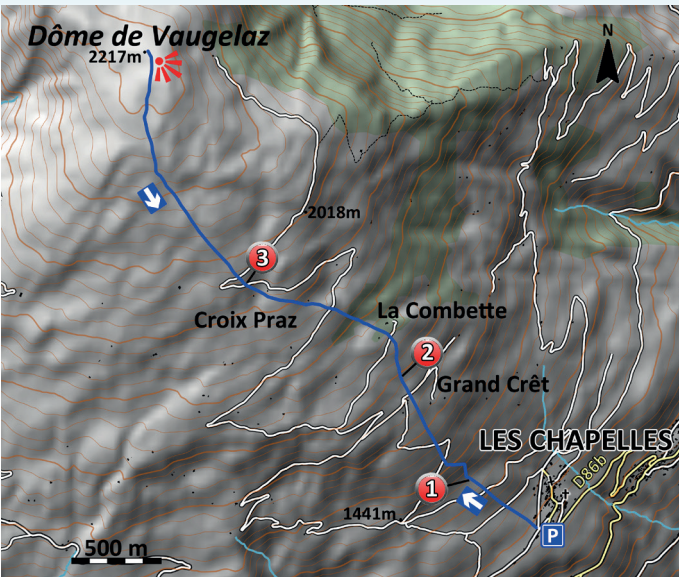 Dôme de Vaugelaz
2217m
N
2018m
3
Croix Praz
La Combette
2
Grand Crêt
LES CHAPELLES
D86b
1
1441m
P
500 m